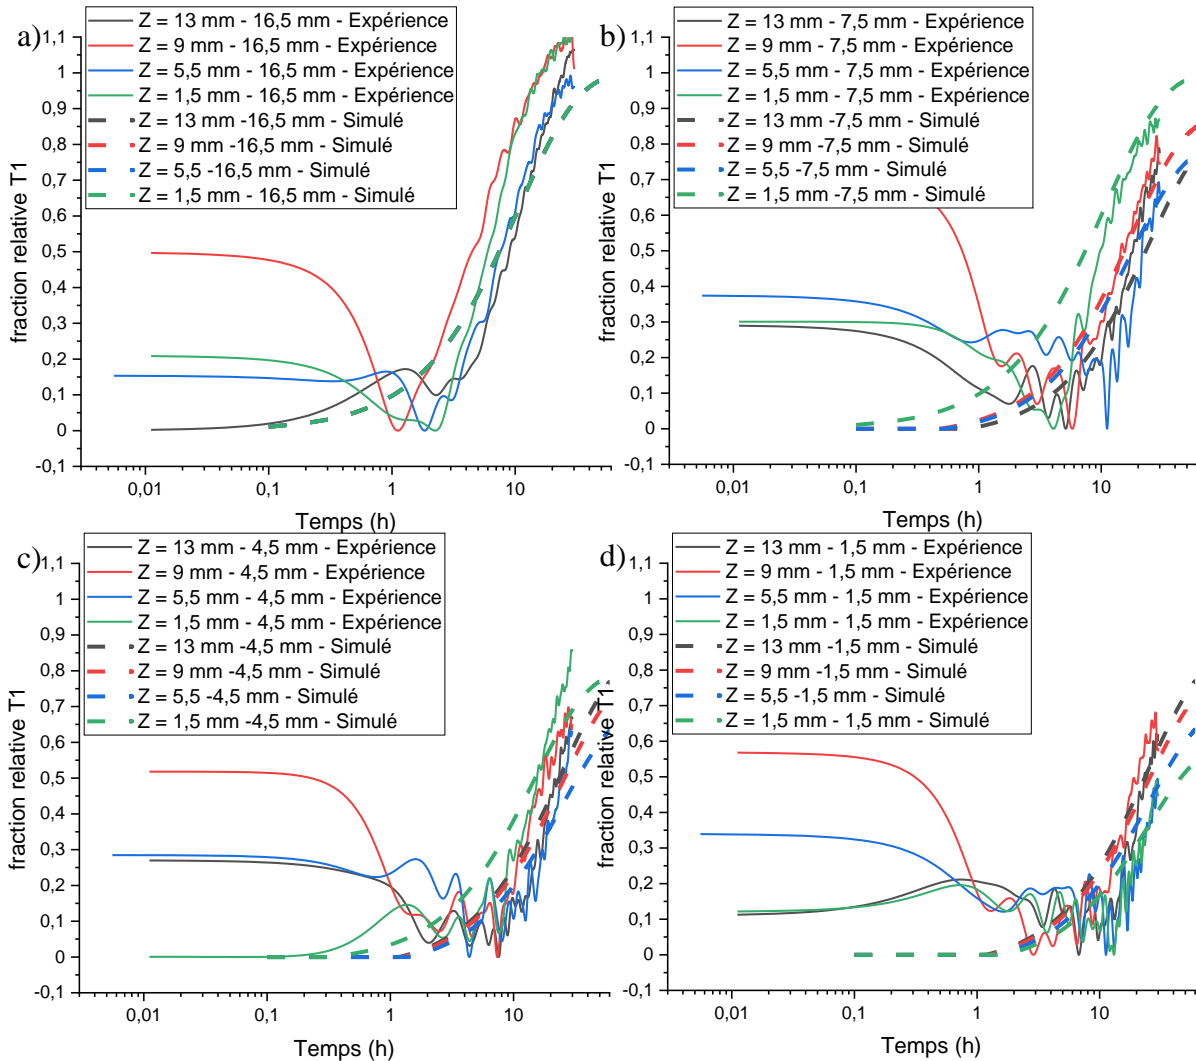 a)
Z = 13 mm - 16,5 mm - Expérience
Z = 9 mm - 16,5 mm - Expérience
Z = 5,5 mm - 16,5 mm - Expérience
Z = 1,5 mm - 16,5 mm - Expérience
Z = 13 mm -16,5 mm - Simulé
Z = 9 mm -16,5 mm - Simulé
Z = 5,5 -16,5 mm - Simulé
Z = 1,5 mm - 16,5 mm - Simulé
1,1
1
0,9
0,8
0,7
0,6
0,5
0,4
0,3
0,2
0,1
0
-0,1
fraction relative T1
0,01
0,1
1
10
Temps (h)
b)
Z = 13 mm - 7,5 mm - Expérience
Z = 9 mm - 7,5 mm - Expérience
Z = 5,5 mm - 7,5 mm - Expérience
Z = 1,5 mm - 7,5 mm - Expérience
Z = 13 mm -7,5 mm - Simulé
Z = 9 mm -7,5 mm - Simulé
Z = 5,5 -7,5 mm - Simulé
Z = 1,5 mm -7,5 mm - Simulé
1,1
1
0,9
0,8
0,7
0,6
0,5
0,4
0,3
0,2
0,1
0
-0,1
fraction relative T1
0,01
0,1
1
10
Temps (h)
c)
Z = 13 mm - 4,5 mm - Expérience
Z = 9 mm - 4,5 mm - Expérience
Z = 5,5 mm - 4,5 mm - Expérience
Z = 1,5 mm - 4,5 mm - Expérience
Z = 13 mm -4,5 mm - Simulé
Z = 9 mm -4,5 mm - Simulé
Z = 5,5 -4,5 mm - Simulé
Z = 1,5 mm -4,5 mm - Simulé
1,1
1
0,9
0,8
0,7
0,6
0,5
0,4
0,3
0,2
0,1
0
-0,1
fraction relative T1
0,01
0,1
1
10
Temps (h)
d)
Z = 13 mm - 1,5 mm - Expérience
Z = 9 mm - 1,5 mm - Expérience
Z = 5,5 mm - 1,5 mm - Expérience
Z = 1,5 mm - 1,5 mm - Expérience
Z = 13 mm -1,5 mm - Simulé
Z = 9 mm -1,5 mm - Simulé
Z = 5,5 -1,5 mm - Simulé
Z = 1,5 mm - 1,5 mm - Simulé
1,1
1
0,9
0,8
0,7
0,6
0,5
0,4
0,3
0,2
0,1
0
-0,1
fraction relative T1
0,01
0,1
1
10
Temps (h)